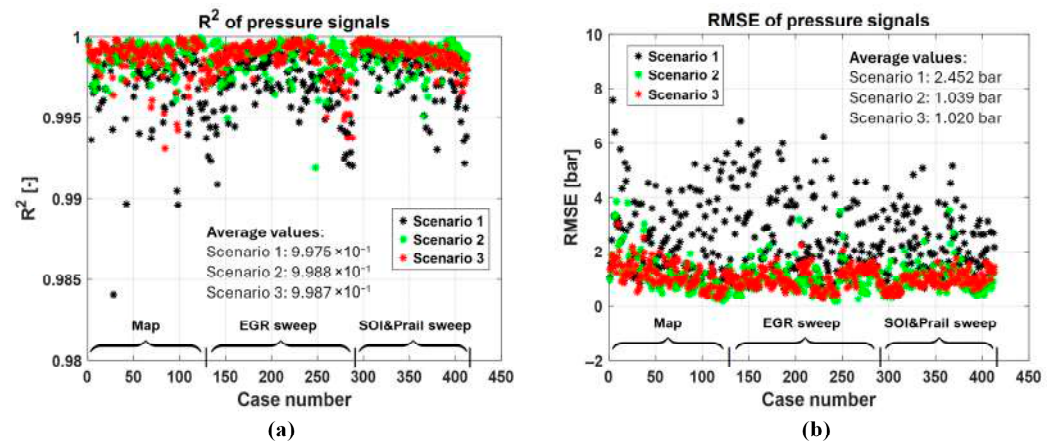 R² of pressure signals
1
0.995
0.99
0.985
0.98
R² [-]
Scenario 1
Scenario 2
Scenario 3
Average values:
Scenario 1: 9.975 ×10⁻¹
Scenario 2: 9.988 ×10⁻¹
Scenario 3: 9.987 ×10⁻¹
Map
EGR sweep
SOI&Prail sweep
0 50 100 150 200 250 300 350 400 450
Case number
(a)
RMSE of pressure signals
10
8
6
4
2
0
−2
RMSE [bar]
Scenario 1
Scenario 2
Scenario 3
Average values:
Scenario 1: 2.452 bar
Scenario 2: 1.039 bar
Scenario 3: 1.020 bar
Map
EGR sweep
SOI&Prail sweep
0 50 100 150 200 250 300 350 400 450
Case number
(b)